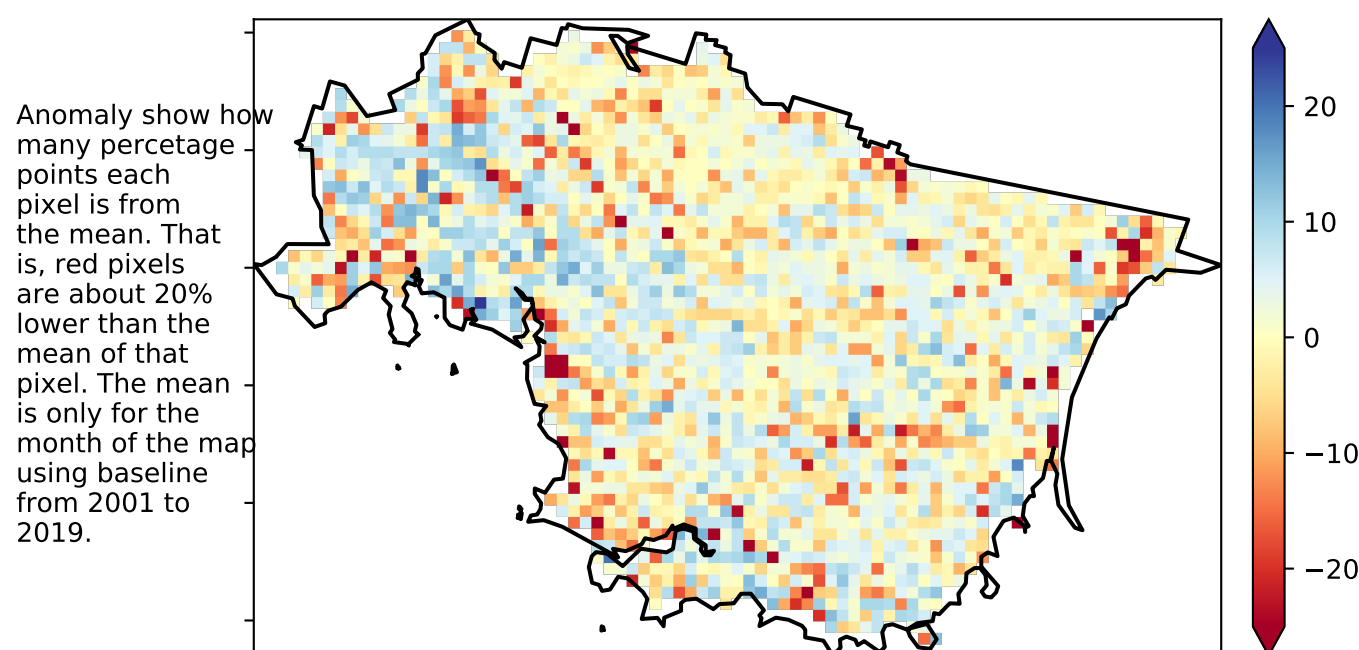 Anomaly show how
many percetage
points each
pixel is from
the mean. That
is, red pixels
are about 20%
lower than the
mean of that
pixel. The mean
is only for the
month of the map
using baseline
from 2001 to
2019.
20
10
0
−10
−20